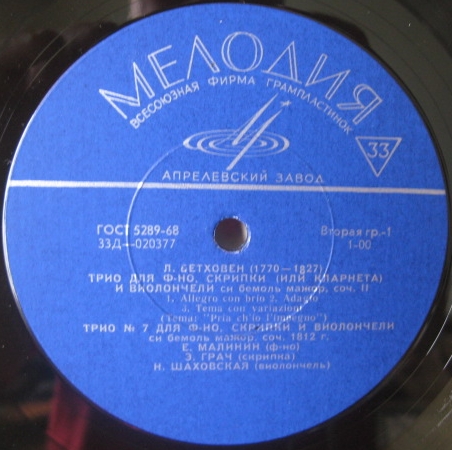 МЕЛОДИЯ
ВСЕСОЮЗНАЯ ФИРМА ГРАМПЛАСТИНОК
33
АПРЕЛЕВСКИЙ ЗАВОД
ГОСТ 5289-68
Вторая гр.-1
33Д—020377
1-00
Л. БЕТХОВЕН (1770—1827)
ТРИО ДЛЯ Ф-НО, СКРИПКИ (ИЛИ КЛАРНЕТА)
И ВИОЛОНЧЕЛИ си бемоль мажор, соч. II
1. Allegro con brio 2. Adagio
3. Tema con variazioni
(Tema: "Pria ch'io l'impegno")
ТРИО № 7 ДЛЯ Ф-НО, СКРИПКИ И ВИОЛОНЧЕЛИ
си бемоль мажор, соч. 1812 г.
Е. МАЛИНИН (ф-но)
Э. ГРАЧ (скрипка)
Н. ШАХОВСКАЯ (виолончель)